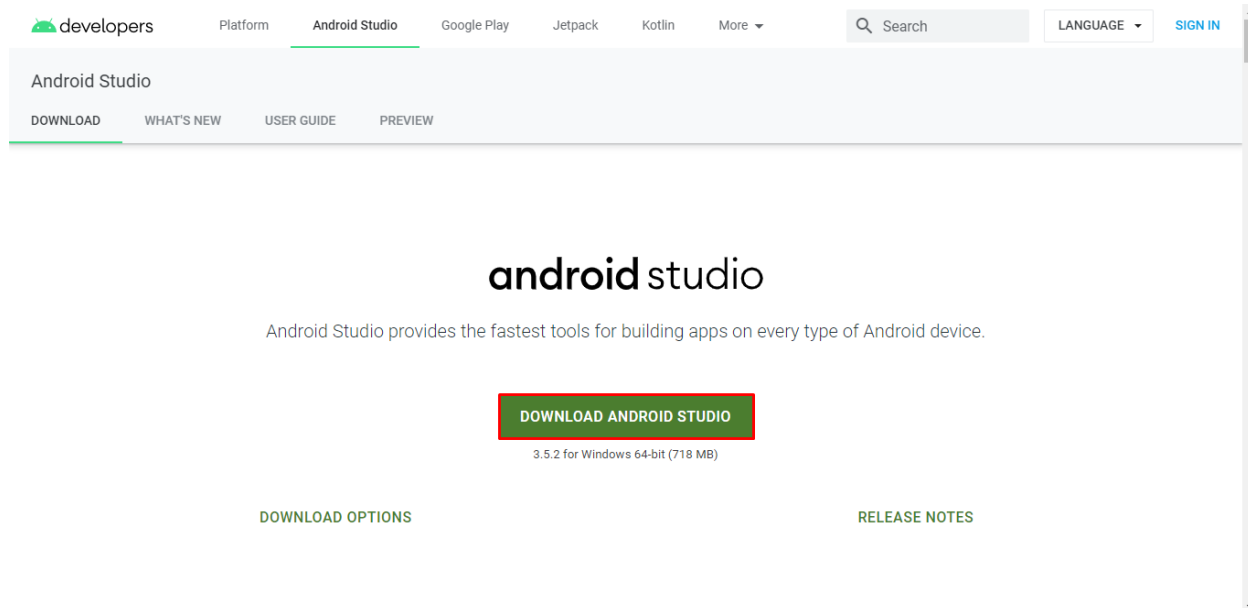 developers Platform Android Studio Google Play Jetpack Kotlin More Search LANGUAGE SIGN IN
Android Studio
DOWNLOAD WHAT'S NEW USER GUIDE PREVIEW
android studio
Android Studio provides the fastest tools for building apps on every type of Android device.
DOWNLOAD ANDROID STUDIO
3.5.2 for Windows 64-bit (718 MB)
DOWNLOAD OPTIONS RELEASE NOTES